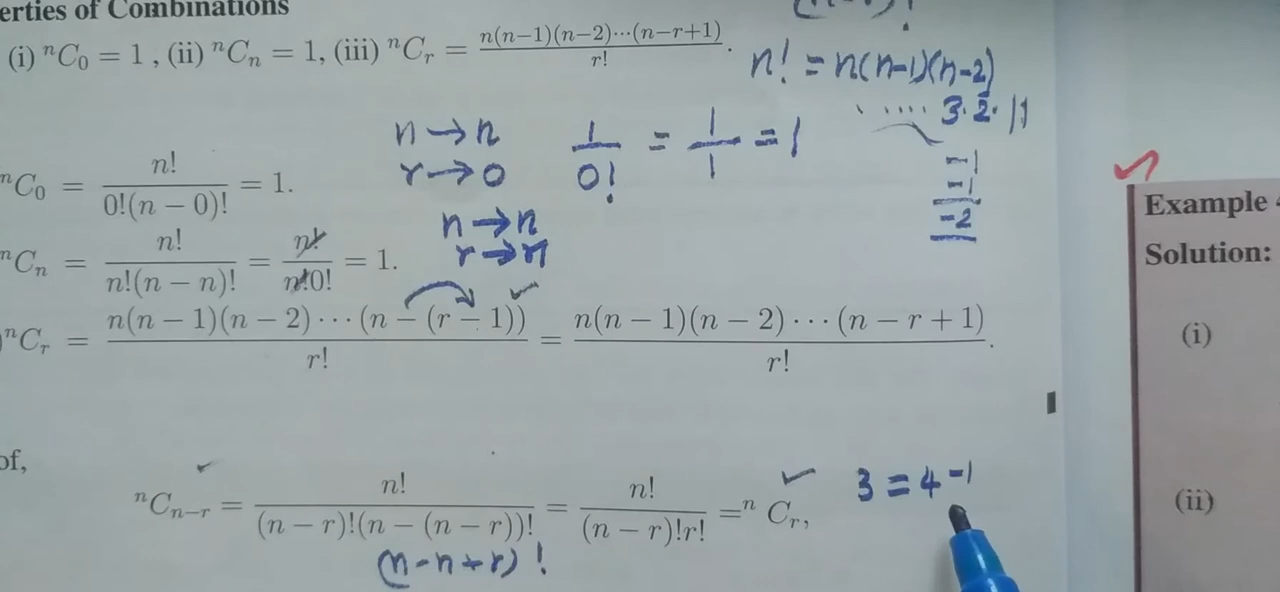 erties of Combinations
(i) ⁿC₀ = 1 , (ii) ⁿCₙ = 1, (iii) ⁿCᵣ = n(n−1)(n−2)···(n−r+1) / r! .
n! = n(n-1)(n-2)
..... 3.2.1
n → n
r → 0
1/0! = 1/1 = 1
-1
-1
-2
ⁿC₀ = n! / 0!(n − 0)! = 1.
n → n
r → n
ⁿCₙ = n! / n!(n − n)! = n! / n!0! = 1.
ⁿCᵣ = n(n − 1)(n − 2) ··· (n − (r − 1)) / r! = n(n − 1)(n − 2) ··· (n − r + 1) / r! .
of,
ⁿCₙ₋ᵣ = n! / (n − r)!(n − (n − r))! = n! / (n − r)!r! =ⁿ Cᵣ,
3 = 4 -1
(n-n+r) !
Example
Solution:
(i)
(ii)